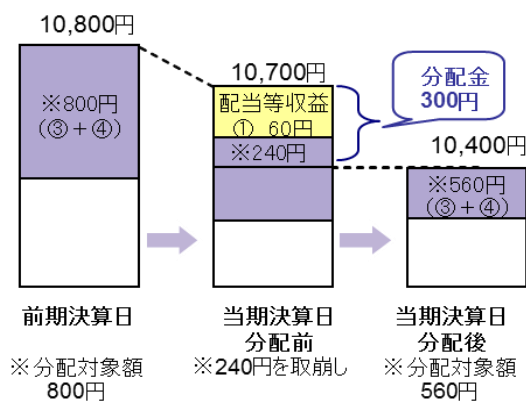 10,800円
※800円
(③+④)
前期決算日
※分配対象額
800円
10,700円
配当等収益
① 60円
※240円
当期決算日
分配前
※240円を取崩し
分配金
300円
10,400円
※560円
(③+④)
当期決算日
分配後
※分配対象額
560円